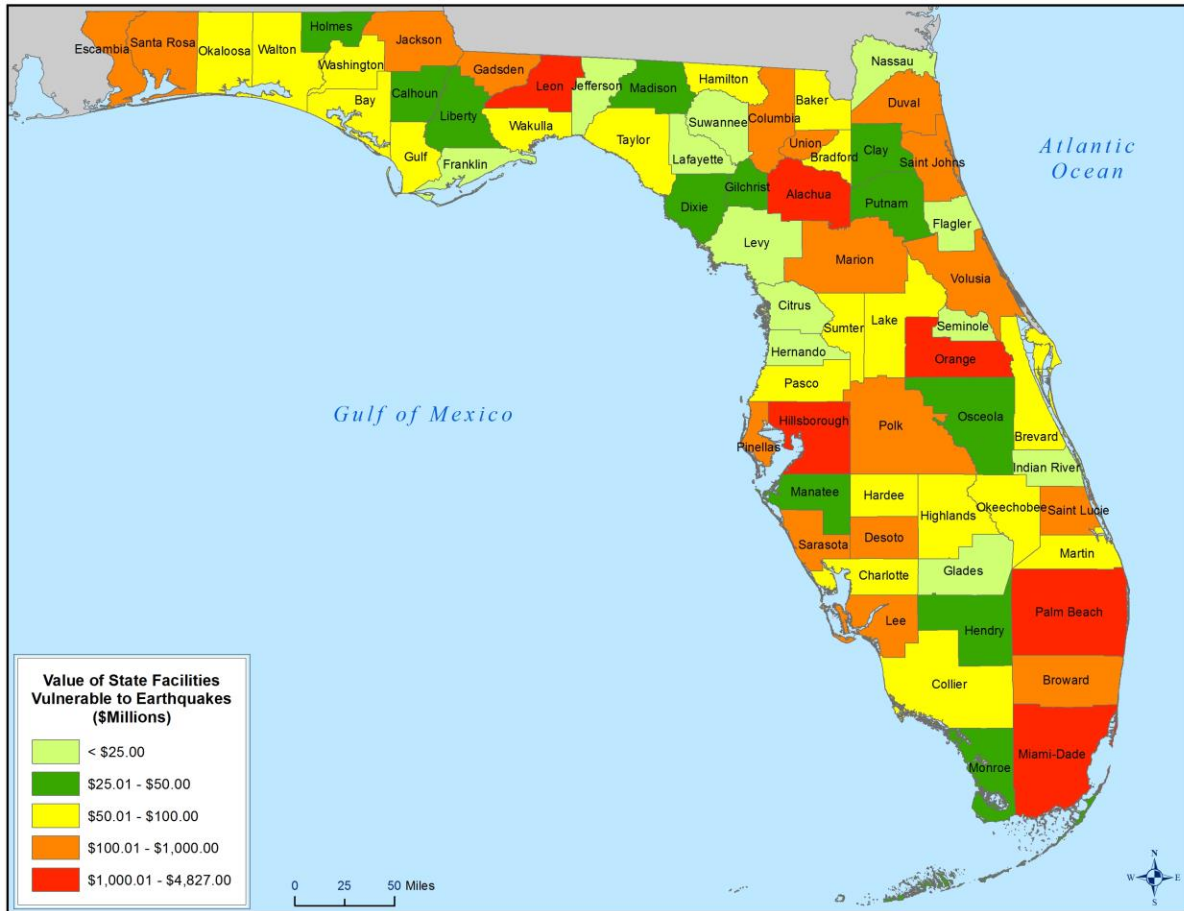 Holmes
Jackson
Escambia
Santa Rosa
Okaloosa
Walton
Washington
Nassau
Gadsden
Leon
Jefferson
Madison
Hamilton
Calhoun
Bay
Liberty
Wakulla
Taylor
Suwannee
Columbia
Baker
Duval
Gulf
Franklin
Lafayette
Union
Bradford
Clay
Saint Johns
Atlantic
Ocean
Dixie
Gilchrist
Alachua
Putnam
Flagler
Levy
Marion
Volusia
Citrus
Sumter
Lake
Seminole
Hernando
Orange
Pasco
Gulf of Mexico
Hillsborough
Pinellas
Polk
Osceola
Brevard
Indian River
Manatee
Hardee
Highlands
Okeechobee
Saint Lucie
Sarasota
Desoto
Martin
Charlotte
Glades
Lee
Hendry
Palm Beach
Collier
Broward
Monroe
Miami-Dade
Value of State Facilities
Vulnerable to Earthquakes
($Millions)
< $25.00
$25.01 - $50.00
$50.01 - $100.00
$100.01 - $1,000.00
$1,000.01 - $4,827.00
0 25 50 Miles
N
W E
S